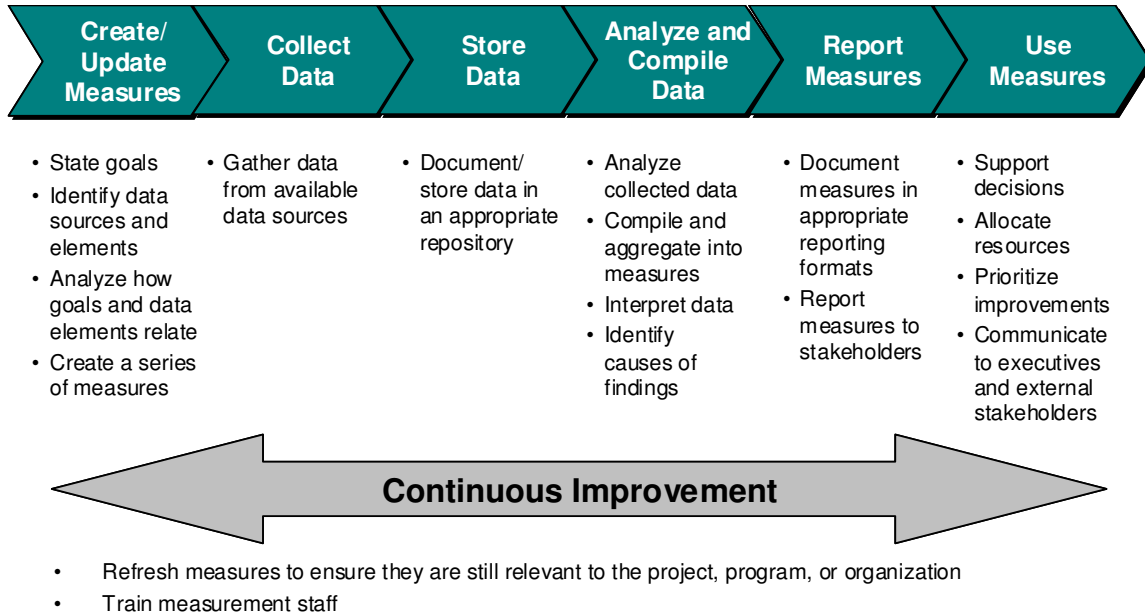 Create/
Update
Measures
Collect
Data
Store
Data
Analyze and
Compile
Data
Report
Measures
Use
Measures
• State goals
• Identify data
sources and
elements
• Analyze how
goals and data
elements relate
• Create a series
of measures
• Gather data
from available
data sources
• Document/
store data in
an appropriate
repository
• Analyze
collected data
• Compile and
aggregate into
measures
• Interpret data
• Identify
causes of
findings
• Document
measures in
appropriate
reporting
formats
• Report
measures to
stakeholders
• Support
decisions
• Allocate
resources
• Prioritize
improvements
• Communicate
to executives
and external
stakeholders
Continuous Improvement
• Refresh measures to ensure they are still relevant to the project, program, or organization
• Train measurement staff